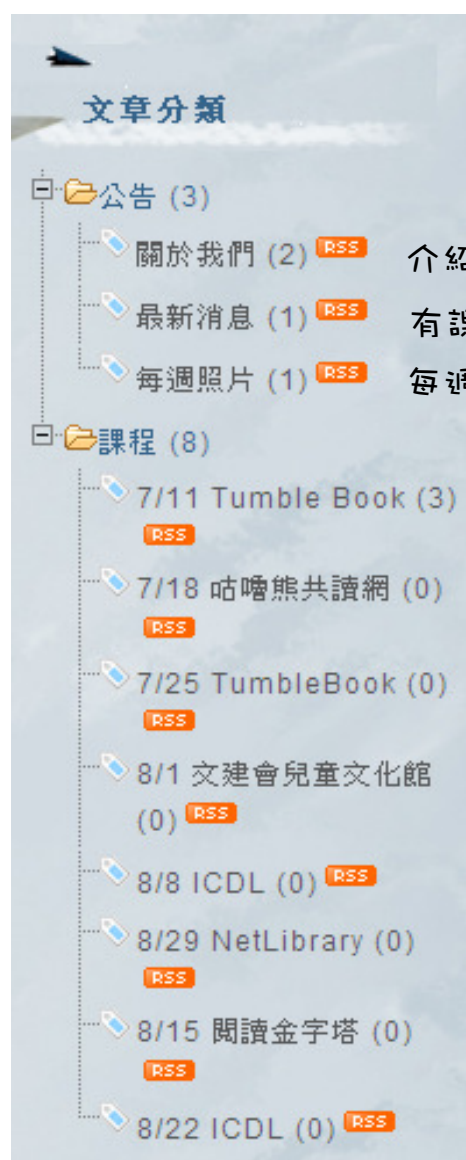 文章分類
公告 (3)
關於我們 (2) RSS 介紹
最新消息 (1) RSS 有誤
每週照片 (1) RSS 每週
課程 (8)
7/11 Tumble Book (3)
RSS
7/18 咕嚕熊共讀網 (0)
RSS
7/25 TumbleBook (0)
RSS
8/1 文建會兒童文化館
(0) RSS
8/8 ICDL (0) RSS
8/29 NetLibrary (0)
RSS
8/15 閱讀金字塔 (0)
RSS
8/22 ICDL (0) RSS